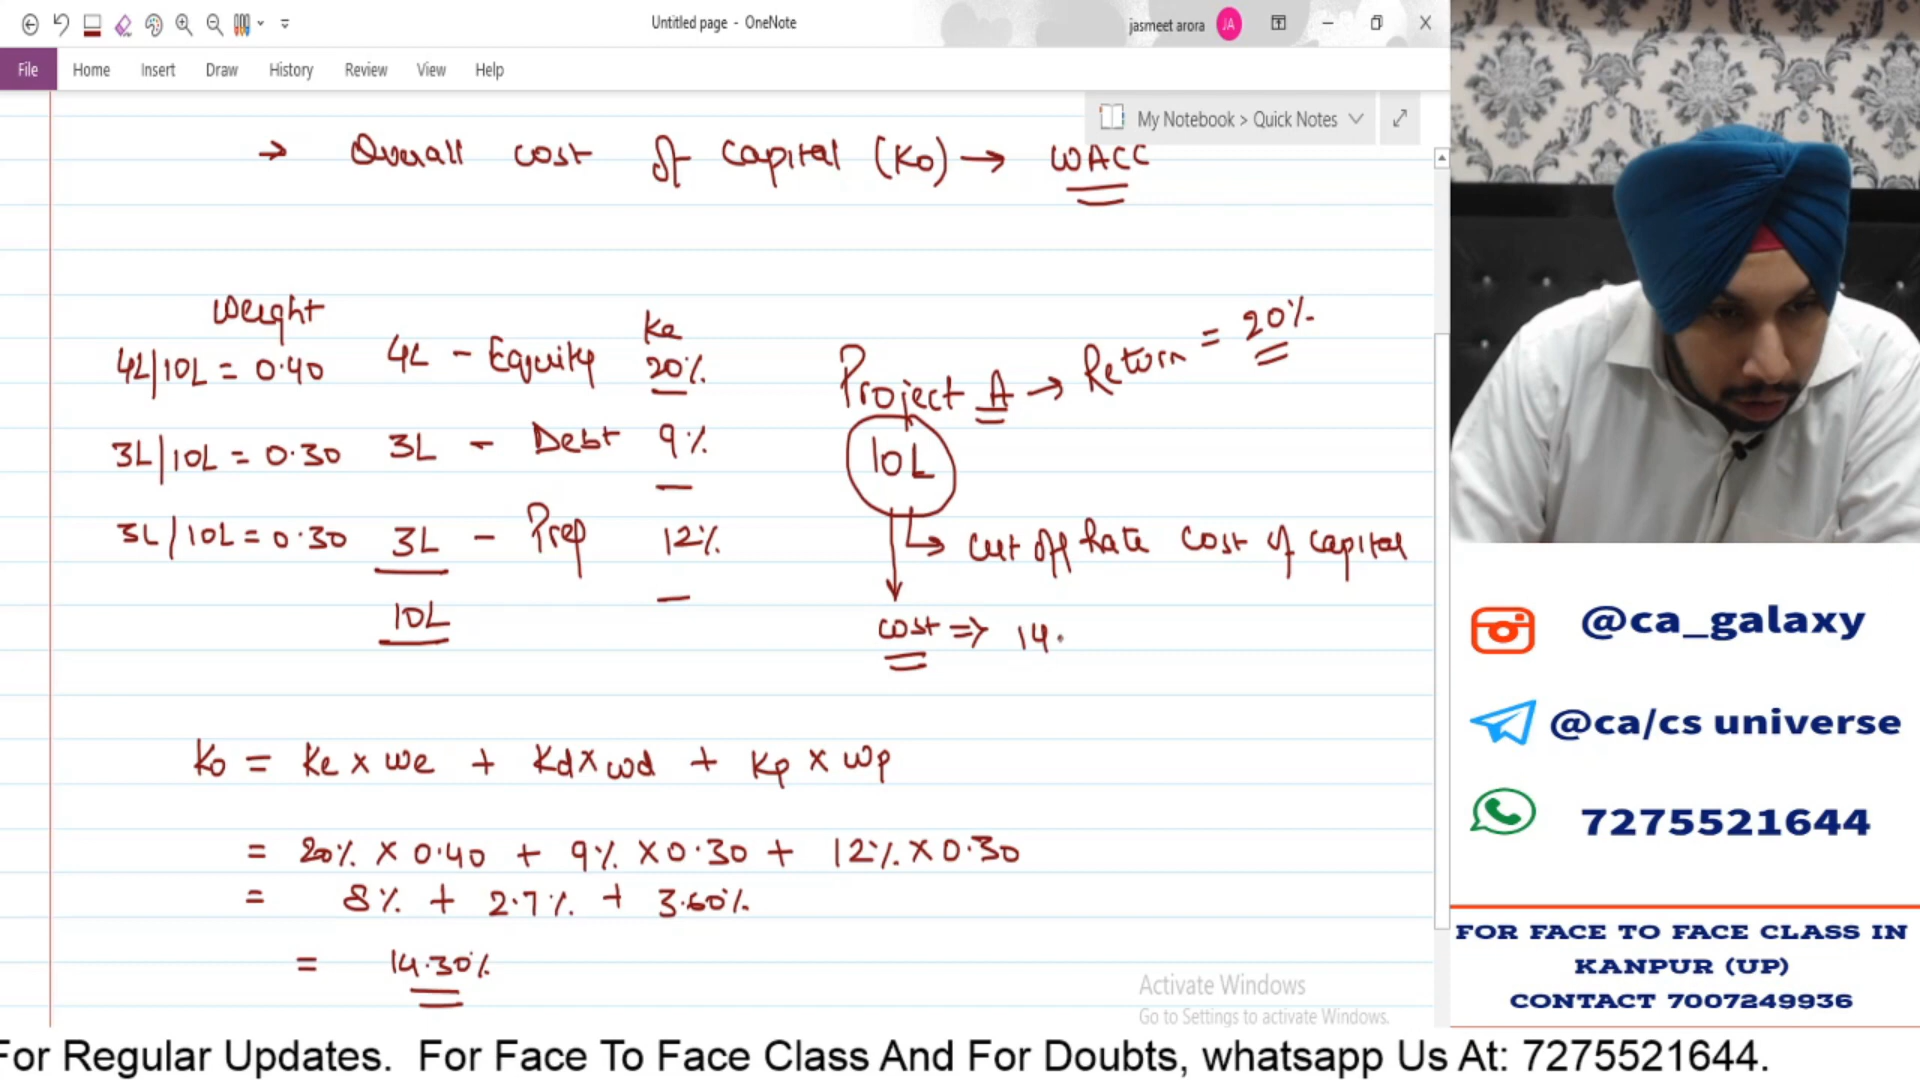 Untitled page - OneNote
jasmeet arora JA
File Home Insert Draw History Review View Help
My Notebook > Quick Notes
→ Overall cost of capital (Ko) → WACC
Weight
Ke
4L/10L = 0.40 4L - Equity 20%
3L/10L = 0.30 3L - Debt 9%
3L/10L = 0.30 3L - Pref 12%
10L
Project A → Return = 20%
10L
cut off Rate cost of capital
cost => 14.
Ko = Ke x we + Kd x wd + Kp x wp
= 20% x 0.40 + 9% x 0.30 + 12% x 0.30
= 8% + 2.7% + 3.60%
= 14.30%
Activate Windows
Go to Settings to activate Windows.
@ca_galaxy
@ca/cs universe
7275521644
FOR FACE TO FACE CLASS IN
KANPUR (UP)
CONTACT 7007249936
For Regular Updates. For Face To Face Class And For Doubts, whatsapp Us At: 7275521644.